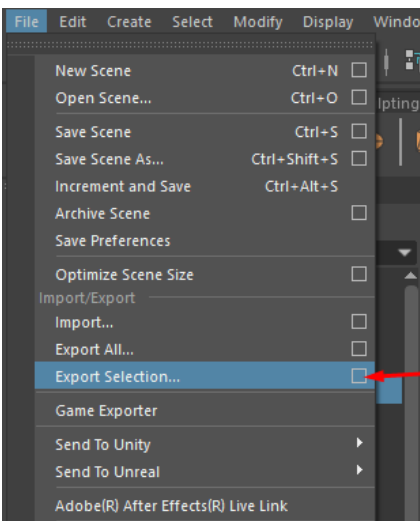 File Edit Create Select Modify Display Windo
New Scene Ctrl+N
Open Scene... Ctrl+O
lpting
Save Scene Ctrl+S
Save Scene As... Ctrl+Shift+S
Increment and Save Ctrl+Alt+S
Archive Scene
Save Preferences
Optimize Scene Size
Import/Export
Import...
Export All...
Export Selection...
Game Exporter
Send To Unity
Send To Unreal
Adobe(R) After Effects(R) Live Link